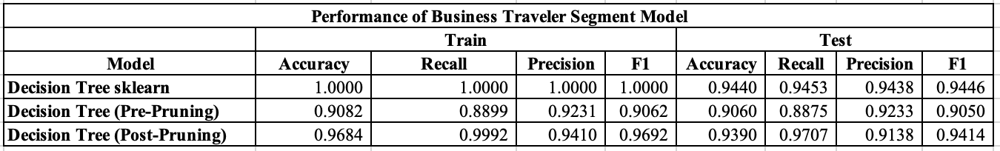 Performance of Business Traveler Segment Model
Train Test
Model Accuracy Recall Precision F1 Accuracy Recall Precision F1
Decision Tree sklearn 1.0000 1.0000 1.0000 1.0000 0.9440 0.9453 0.9438 0.9446
Decision Tree (Pre-Pruning) 0.9082 0.8899 0.9231 0.9062 0.9060 0.8875 0.9233 0.9050
Decision Tree (Post-Pruning) 0.9684 0.9992 0.9410 0.9692 0.9390 0.9707 0.9138 0.9414